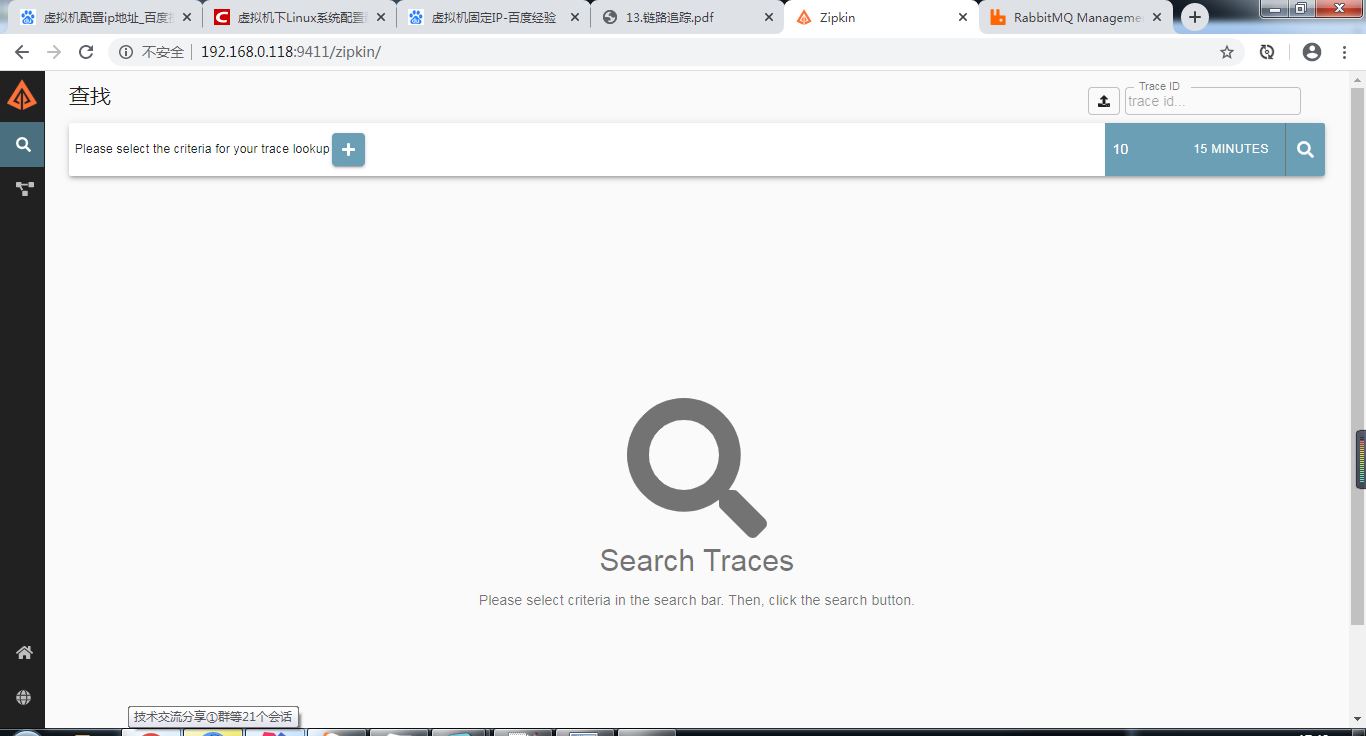 虚拟机配置ip地址_百度
虚拟机下Linux系统配置
虚拟机固定IP-百度经验
13.链路追踪.pdf
Zipkin
RabbitMQ Manageme
不安全 192.168.0.118:9411/zipkin/
查找
Trace ID
trace id...
Please select the criteria for your trace lookup
10
15 MINUTES
Search Traces
Please select criteria in the search bar. Then, click the search button.
技术交流分享①群等21个会话